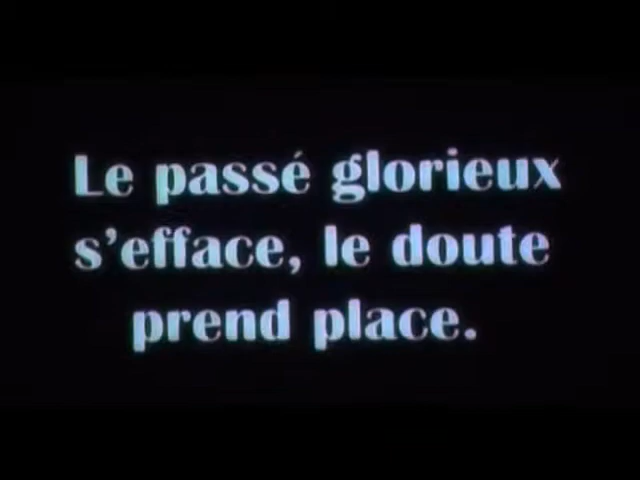 Le passé glorieux
s'efface, le doute
prend place.